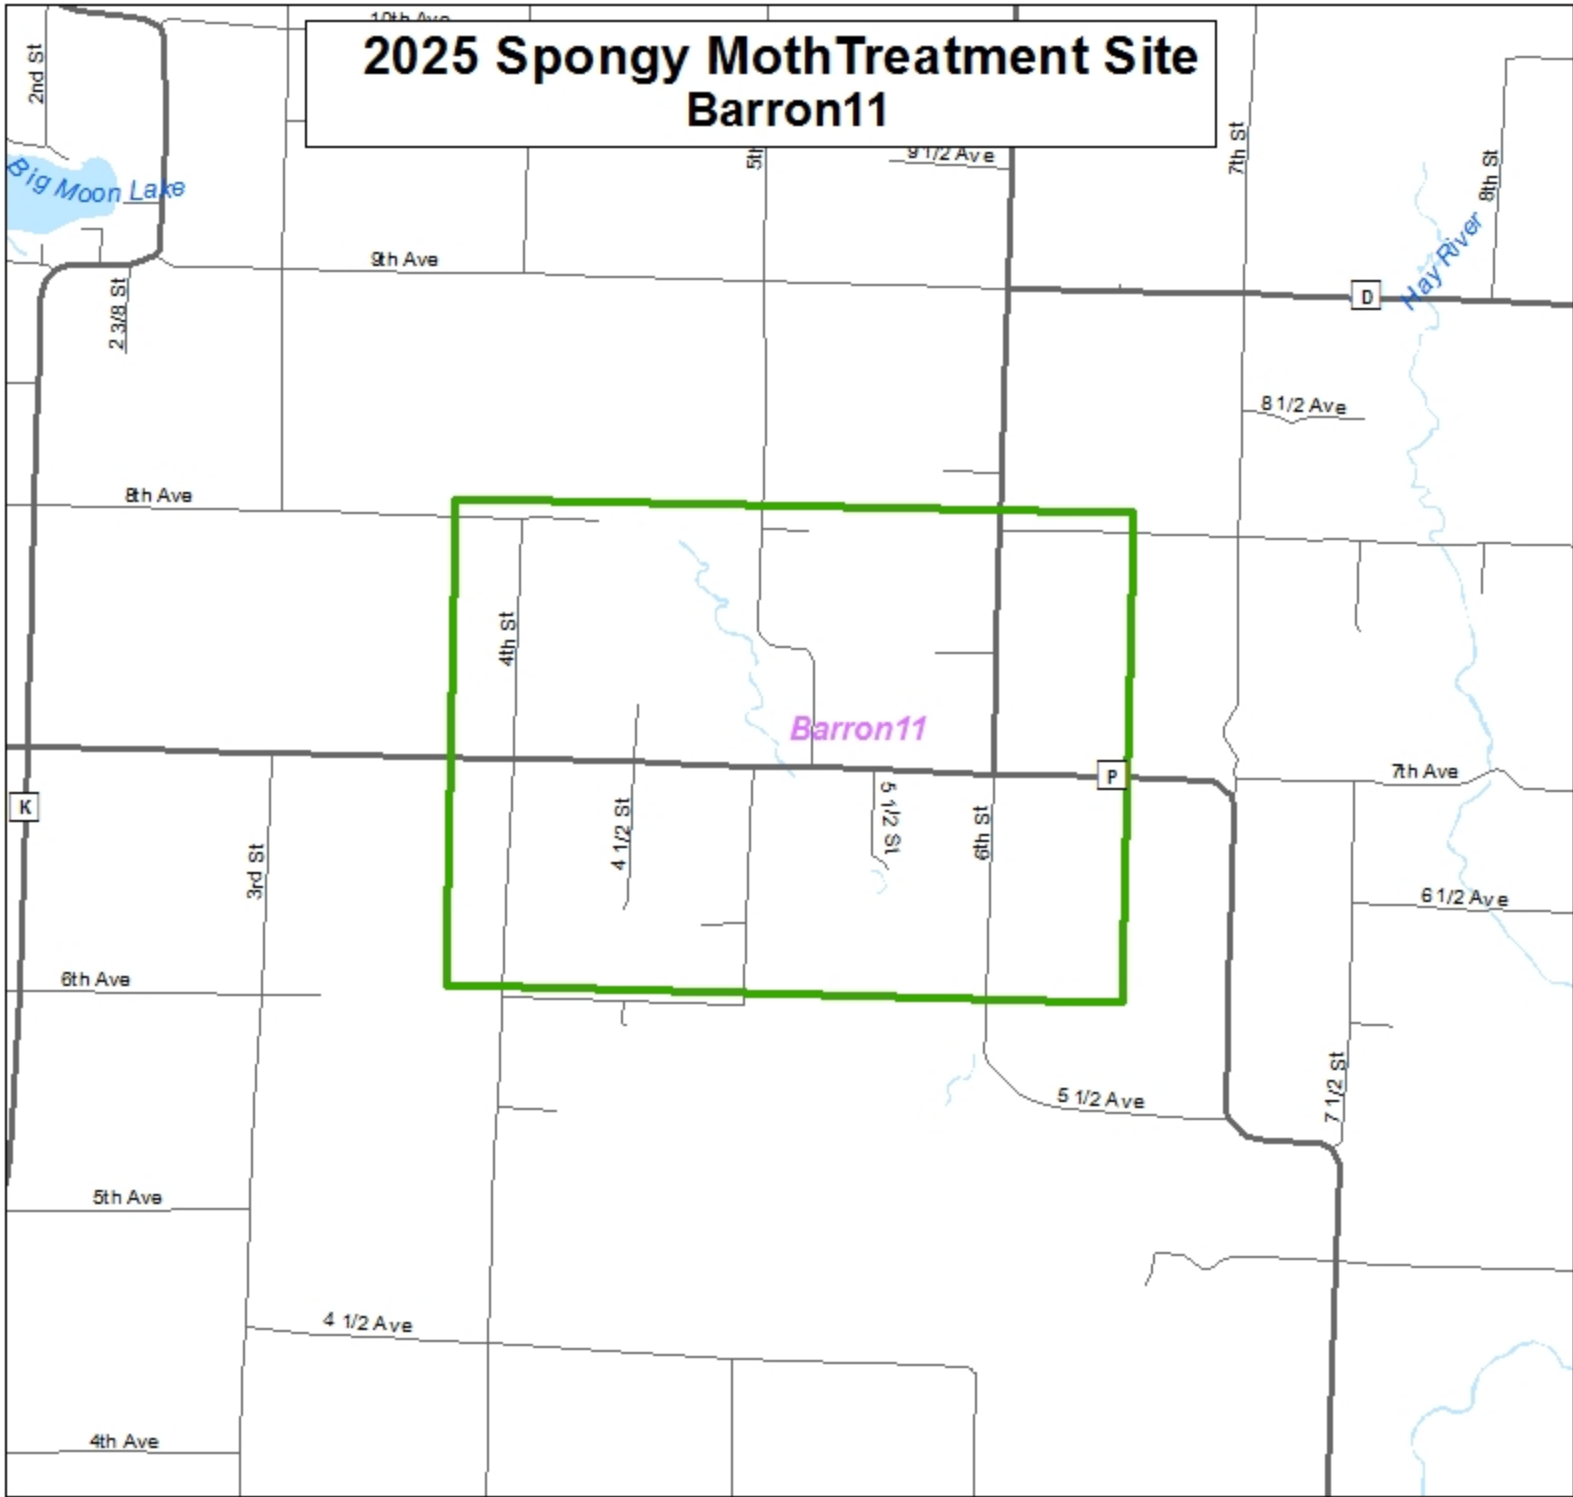 10th Ave
2025 Spongy MothTreatment Site
Barron11
2nd St
5th
9 1/2 Ave
7th St
8th St
Big Moon Lake
Hay River
9th Ave
2 3/8 St
D
8 1/2 Ave
8th Ave
4th St
Barron11
P
7th Ave
K
4 1/2 St
5 1/2 St
6th St
3rd St
6 1/2 Ave
6th Ave
7 1/2 St
5 1/2 Ave
5th Ave
4 1/2 Ave
4th Ave